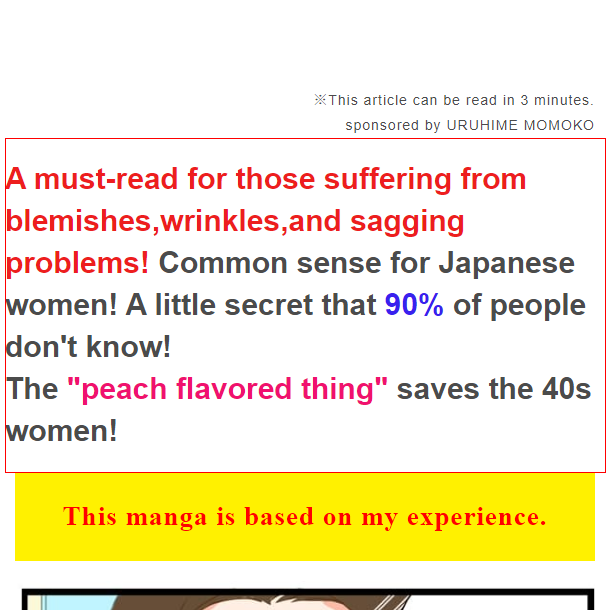 ※This article can be read in 3 minutes.
sponsored by URUHIME MOMOKO
A must-read for those suffering from
blemishes,wrinkles,and sagging
problems! Common sense for Japanese
women! A little secret that 90% of people
don't know!
The "peach flavored thing" saves the 40s
women!
This manga is based on my experience.